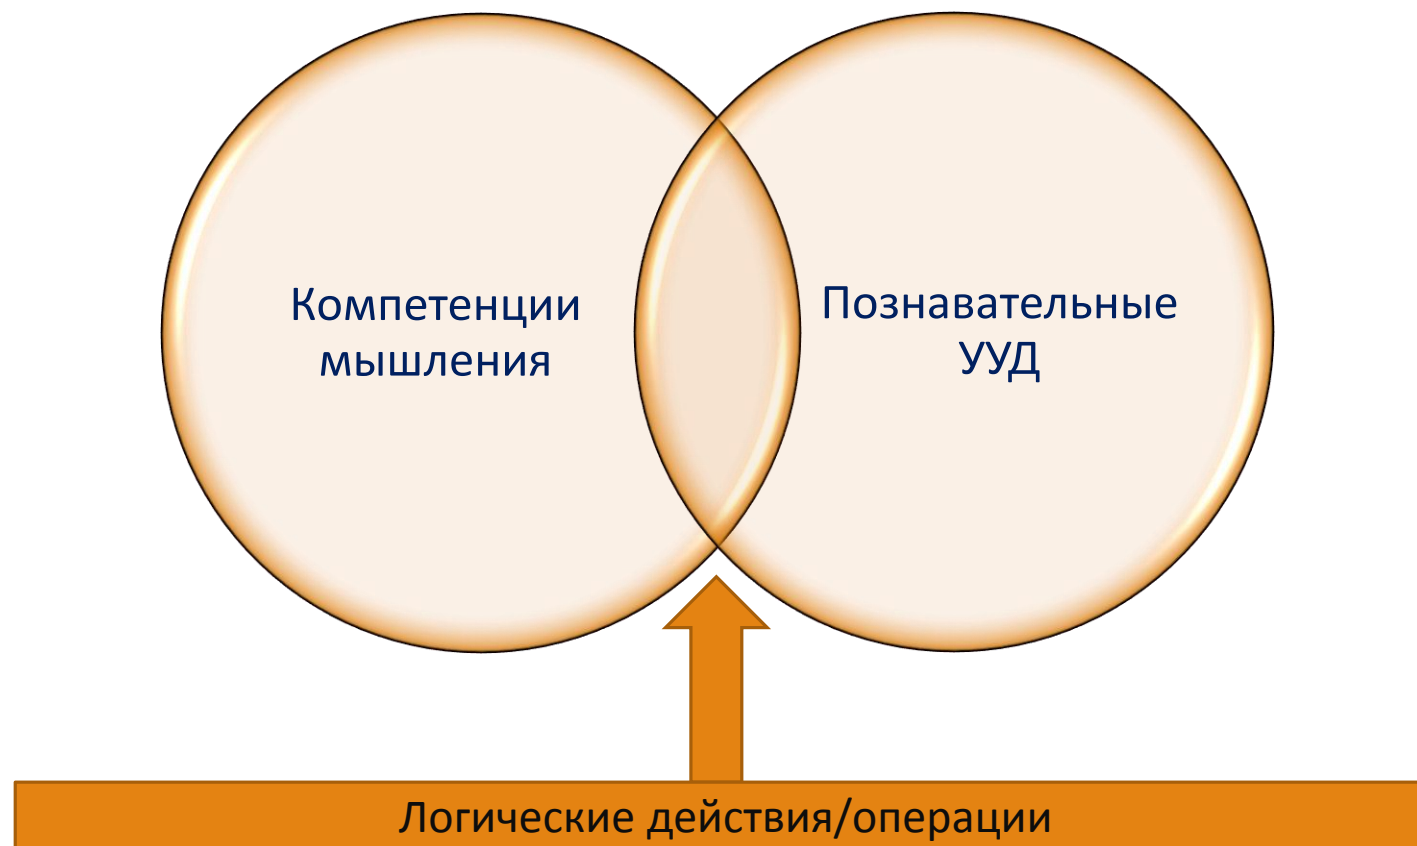 Компетенции
мышления
Познавательные
УУД
Логические действия/операции